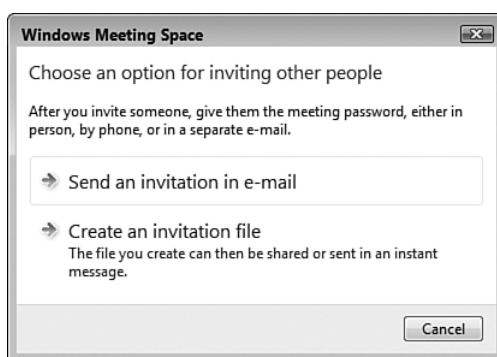 Windows Meeting Space
Choose an option for inviting other people
After you invite someone, give them the meeting password, either in
person, by phone, or in a separate e-mail.
Send an invitation in e-mail
Create an invitation file
The file you create can then be shared or sent in an instant
message.
Cancel